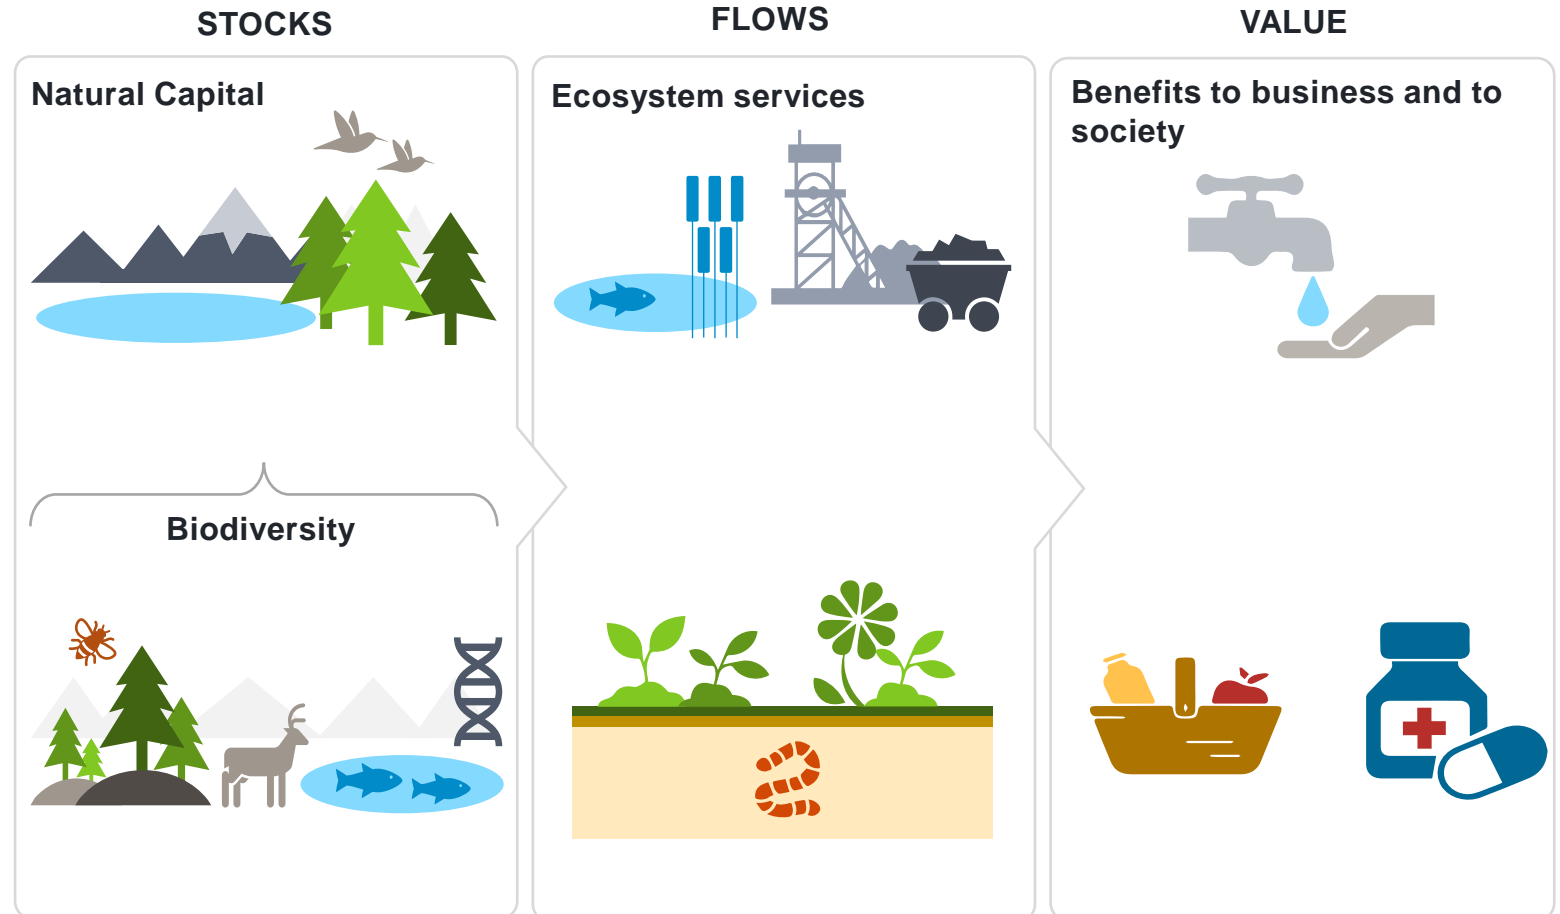 STOCKS
FLOWS
VALUE
Natural Capital
Ecosystem services
Benefits to business and to
society
Biodiversity